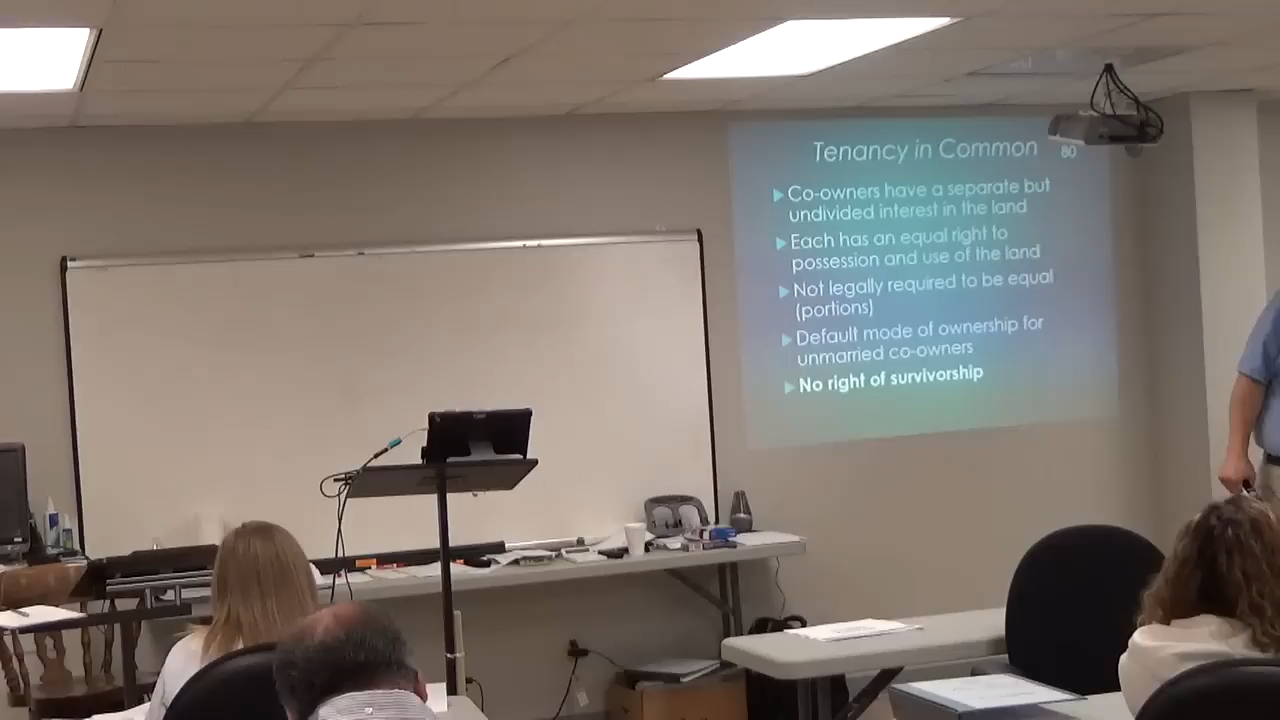 Tenancy in Common
80
Co-owners have a separate but
undivided interest in the land
Each has an equal right to
possession and use of the land
Not legally required to be equal
(portions)
Default mode of ownership for
unmarried co-owners
No right of survivorship